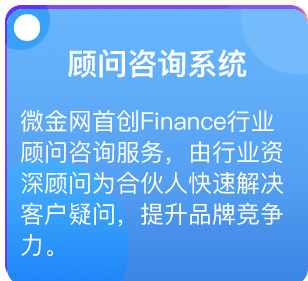 顾问咨询系统
微金网首创Finance行业
顾问咨询服务，由行业资
深顾问为合伙人快速解决
客户疑问，提升品牌竞争
力。